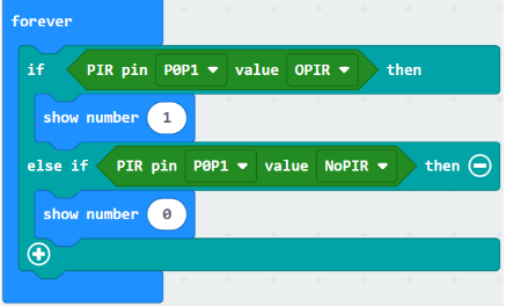 forever
if PIR pin P0P1 value OPIR then
show number 1
else if PIR pin P0P1 value NoPIR then
show number 0